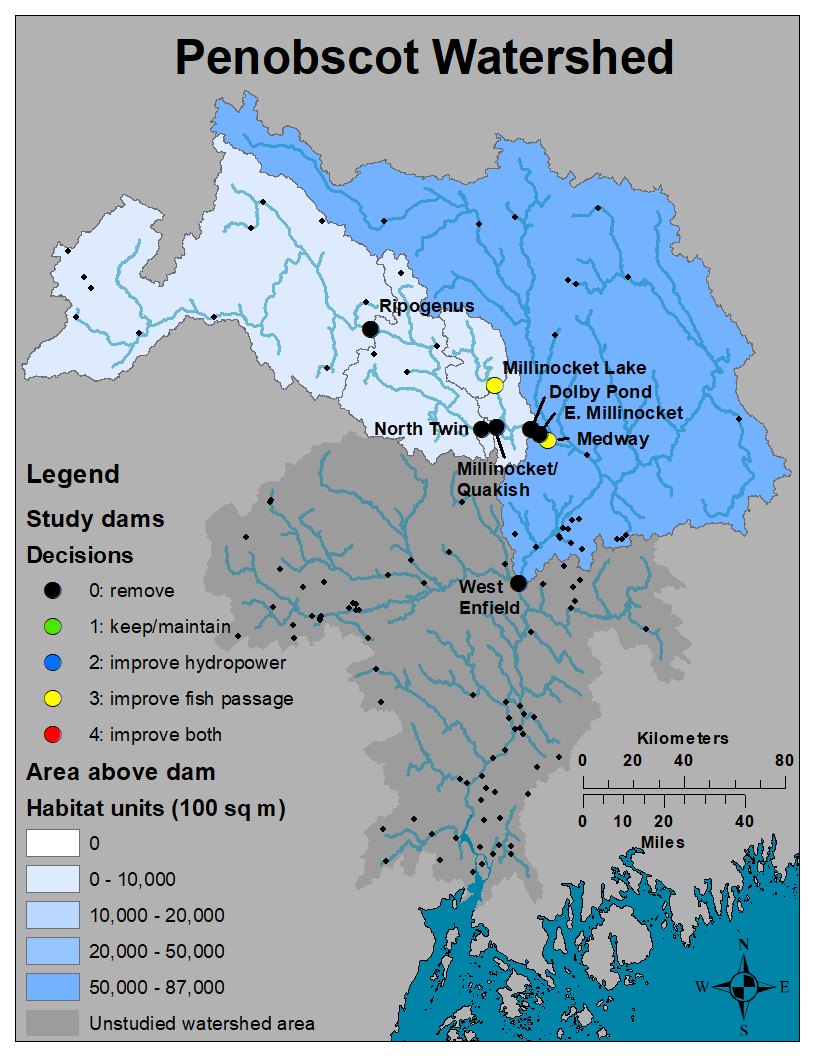 Penobscot Watershed
Ripogenus
Millinocket Lake
Dolby Pond
E. Millinocket
North Twin
Medway
Millinocket/
Quakish
West
Enfield
Legend
Study dams
Decisions
0: remove
1: keep/maintain
2: improve hydropower
3: improve fish passage
4: improve both
Area above dam
Habitat units (100 sq m)
0
0 - 10,000
10,000 - 20,000
20,000 - 50,000
50,000 - 87,000
Unstudied watershed area
Kilometers
0 20 40 80
0 10 20 40
Miles
N
W E
S